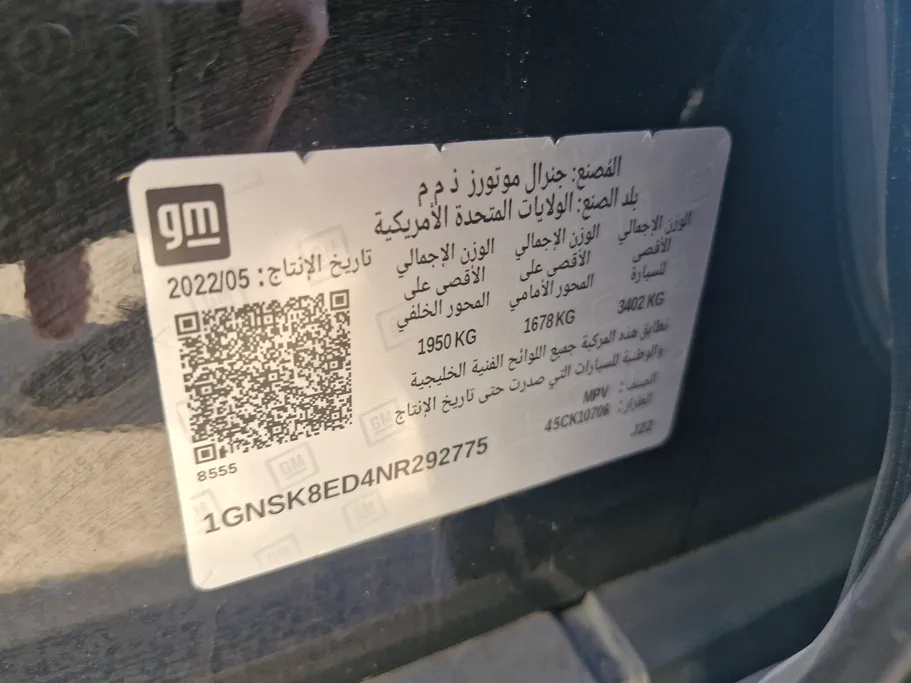 gm
المُصنع: جنرال موتورز ذ م م
بلد الصنع: الولايات المتحدة الأمريكية
تاريخ الإنتاج: 2022/05
الوزن الإجمالي الأقصى للسيارة
3402 KG
الوزن الإجمالي الأقصى على المحور الأمامي
1678 KG
الوزن الإجمالي الأقصى على المحور الخلفي
1950 KG
تطابق هذه المركبة جميع اللوائح الفنية الخليجية
والوطنية للسيارات التي صدرت حتى تاريخ الإنتاج
الصنف: MPV
الطراز: 45CK10706
J22
8555
1GNSK8ED4NR292775